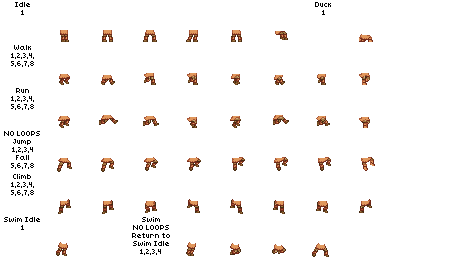 Idle
1
Duck
1
Walk
1,2,3,4,
5,6,7,8
Run
1,2,3,4,
5,6,7,8
NO LOOPS
Jump
1,2,3,4
Fall
5,6,7,8
Climb
1,2,3,4,
5,6,7,8
Swim Idle
1
Swim
NO LOOPS
Return to
Swim Idle
1,2,3,4